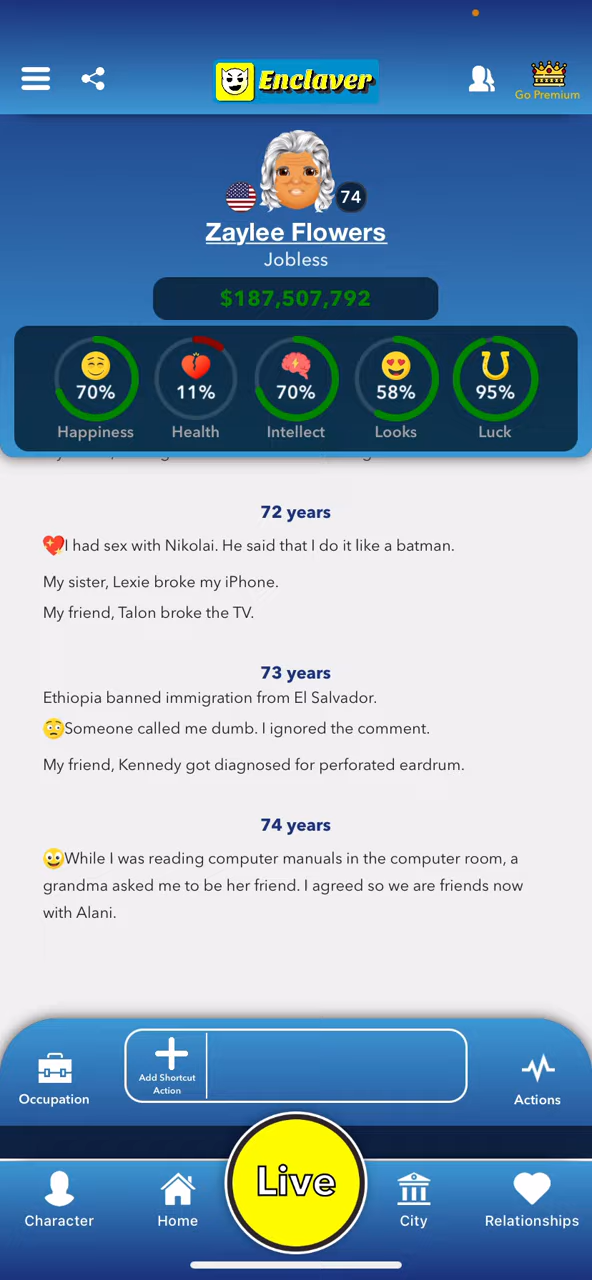 Enclaver
Go Premium
74
Zaylee Flowers
Jobless
$187,507,792
70% 11% 70% 58% 95%
Happiness Health Intellect Looks Luck
72 years
I had sex with Nikolai. He said that I do it like a batman.
My sister, Lexie broke my iPhone.
My friend, Talon broke the TV.
73 years
Ethiopia banned immigration from El Salvador.
Someone called me dumb. I ignored the comment.
My friend, Kennedy got diagnosed for perforated eardrum.
74 years
While I was reading computer manuals in the computer room, a
grandma asked me to be her friend. I agreed so we are friends now
with Alani.
Add Shortcut
Action
Occupation
Actions
Live
Character Home City Relationships